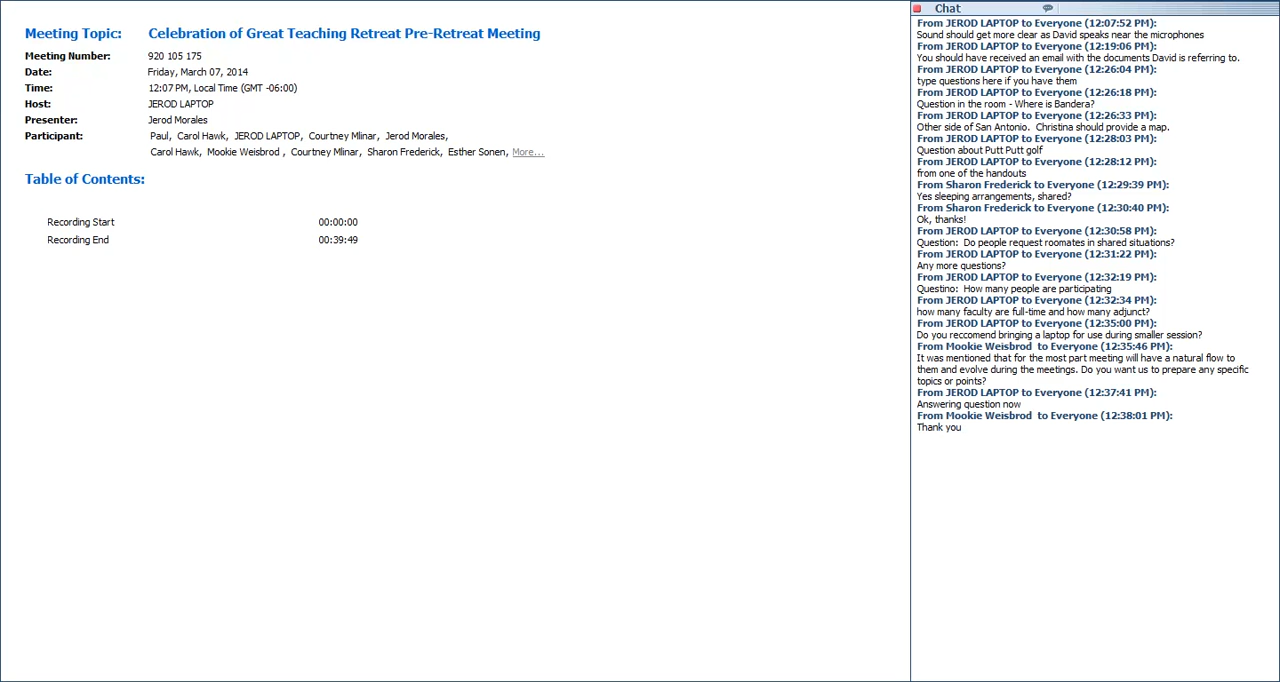 Meeting Topic: Celebration of Great Teaching Retreat Pre-Retreat Meeting
Meeting Number: 920 105 175
Date: Friday, March 07, 2014
Time: 12:07 PM, Local Time (GMT -06:00)
Host: JEROD LAPTOP
Presenter: Jerod Morales
Participant: Paul, Carol Hawk, JEROD LAPTOP, Courtney Mlinar, Jerod Morales,
Carol Hawk, Mookie Weisbrod , Courtney Mlinar, Sharon Frederick, Esther Sonen, More...
Table of Contents:
Recording Start 00:00:00
Recording End 00:39:49
Chat
From JEROD LAPTOP to Everyone (12:07:52 PM):
Sound should get more clear as David speaks near the microphones
From JEROD LAPTOP to Everyone (12:19:06 PM):
You should have received an email with the documents David is referring to.
From JEROD LAPTOP to Everyone (12:26:04 PM):
type questions here if you have them
From JEROD LAPTOP to Everyone (12:26:18 PM):
Question in the room - Where is Bandera?
From JEROD LAPTOP to Everyone (12:26:33 PM):
Other side of San Antonio. Christina should provide a map.
From JEROD LAPTOP to Everyone (12:28:03 PM):
Question about Putt Putt golf
From JEROD LAPTOP to Everyone (12:28:12 PM):
from one of the handouts
From Sharon Frederick to Everyone (12:29:39 PM):
Yes sleeping arrangements, shared?
From Sharon Frederick to Everyone (12:30:40 PM):
Ok, thanks!
From JEROD LAPTOP to Everyone (12:30:58 PM):
Question: Do people request roomates in shared situations?
From JEROD LAPTOP to Everyone (12:31:22 PM):
Any more questions?
From JEROD LAPTOP to Everyone (12:32:19 PM):
Questino: How many people are participating
From JEROD LAPTOP to Everyone (12:32:34 PM):
how many faculty are full-time and how many adjunct?
From JEROD LAPTOP to Everyone (12:35:00 PM):
Do you reccomend bringing a laptop for use during smaller session?
From Mookie Weisbrod to Everyone (12:35:46 PM):
It was mentioned that for the most part meeting will have a natural flow to
them and evolve during the meetings. Do you want us to prepare any specific
topics or points?
From JEROD LAPTOP to Everyone (12:37:41 PM):
Answering question now
From Mookie Weisbrod to Everyone (12:38:01 PM):
Thank you